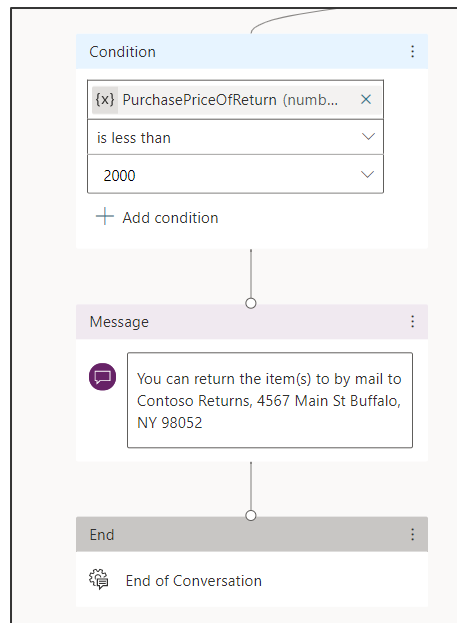 Condition
{x} PurchasePriceOfReturn (numb...
is less than
2000
Add condition
Message
You can return the item(s) to by mail to
Contoso Returns, 4567 Main St Buffalo,
NY 98052
End
End of Conversation